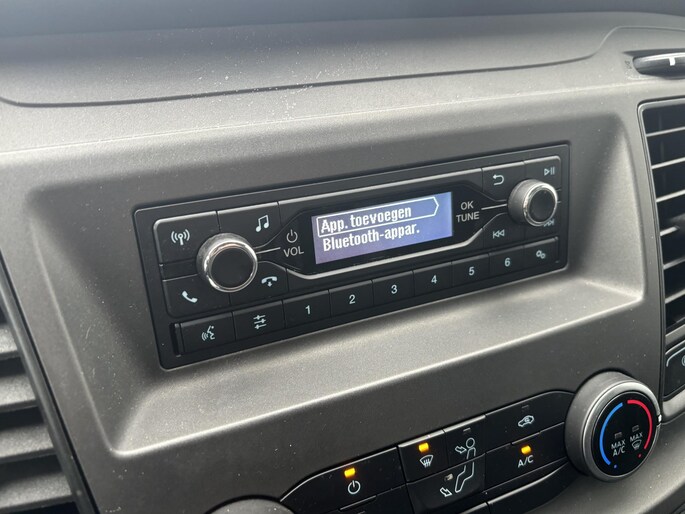 App. toevoegen
Bluetooth-appar.
VOL
OK
TUNE
1 2 3 4 5 6
A/C
MAX
A/C
MAX